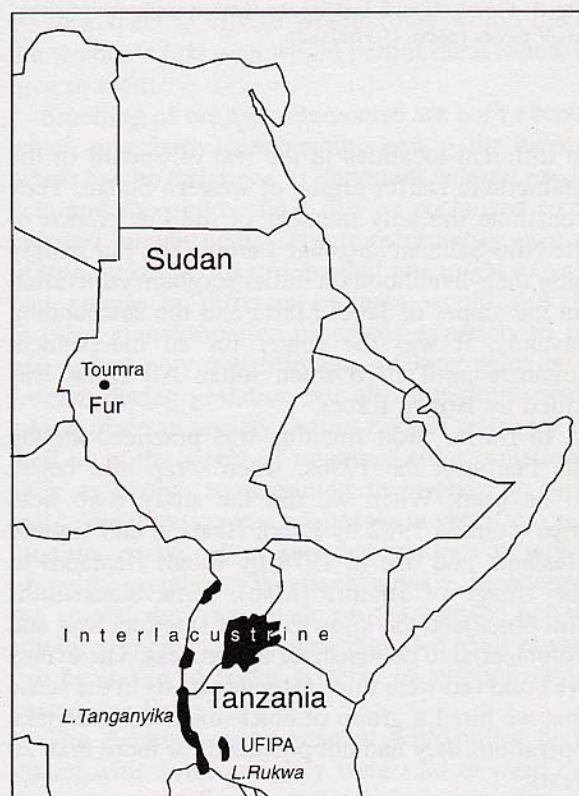 Sudan
Toumra
Fur
Interlacustrine
Tanzania
L.Tanganyika
UFIPA
L.Rukwa